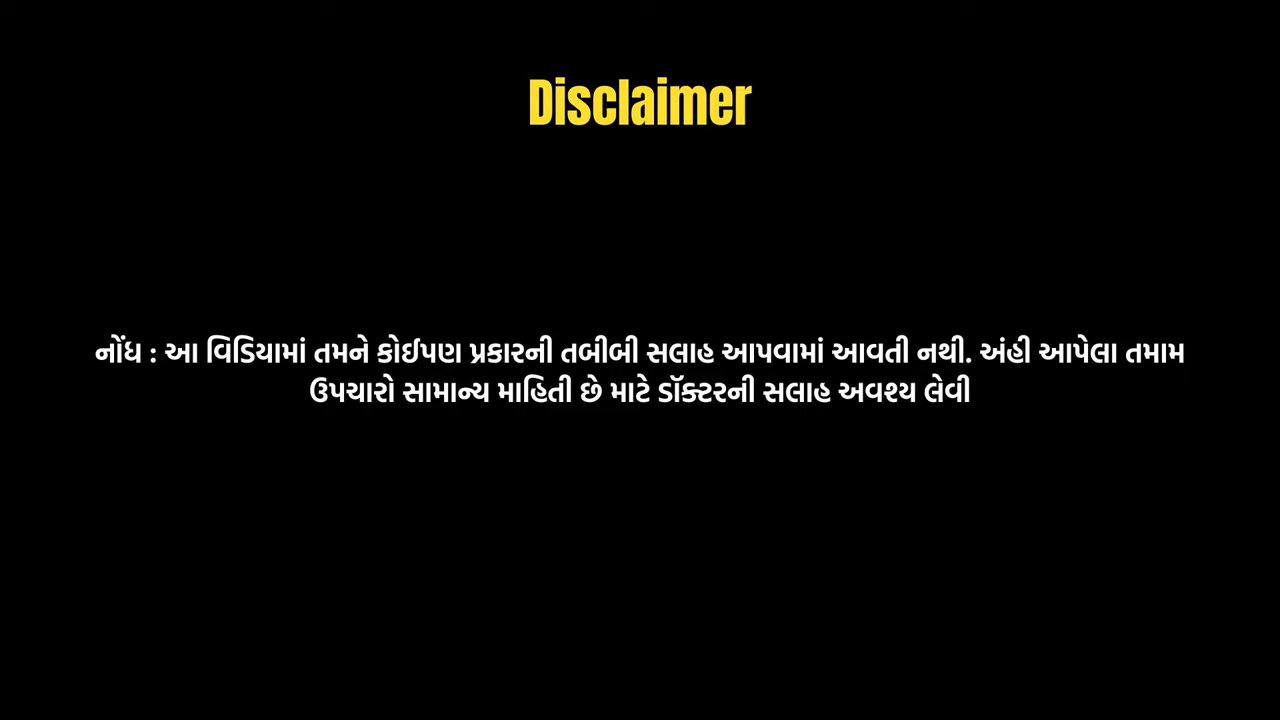 Disclaimer
નોંધ : આ વિડિયામાં તમને કોઈપણ પ્રકારની તબીબી સલાહ આપવામાં આવતી નથી. અંહી આપેલા તમામ
ઉપચારો સામાન્ય માહિતી છે માટે ડૉક્ટરની સલાહ અવશ્ય લેવી